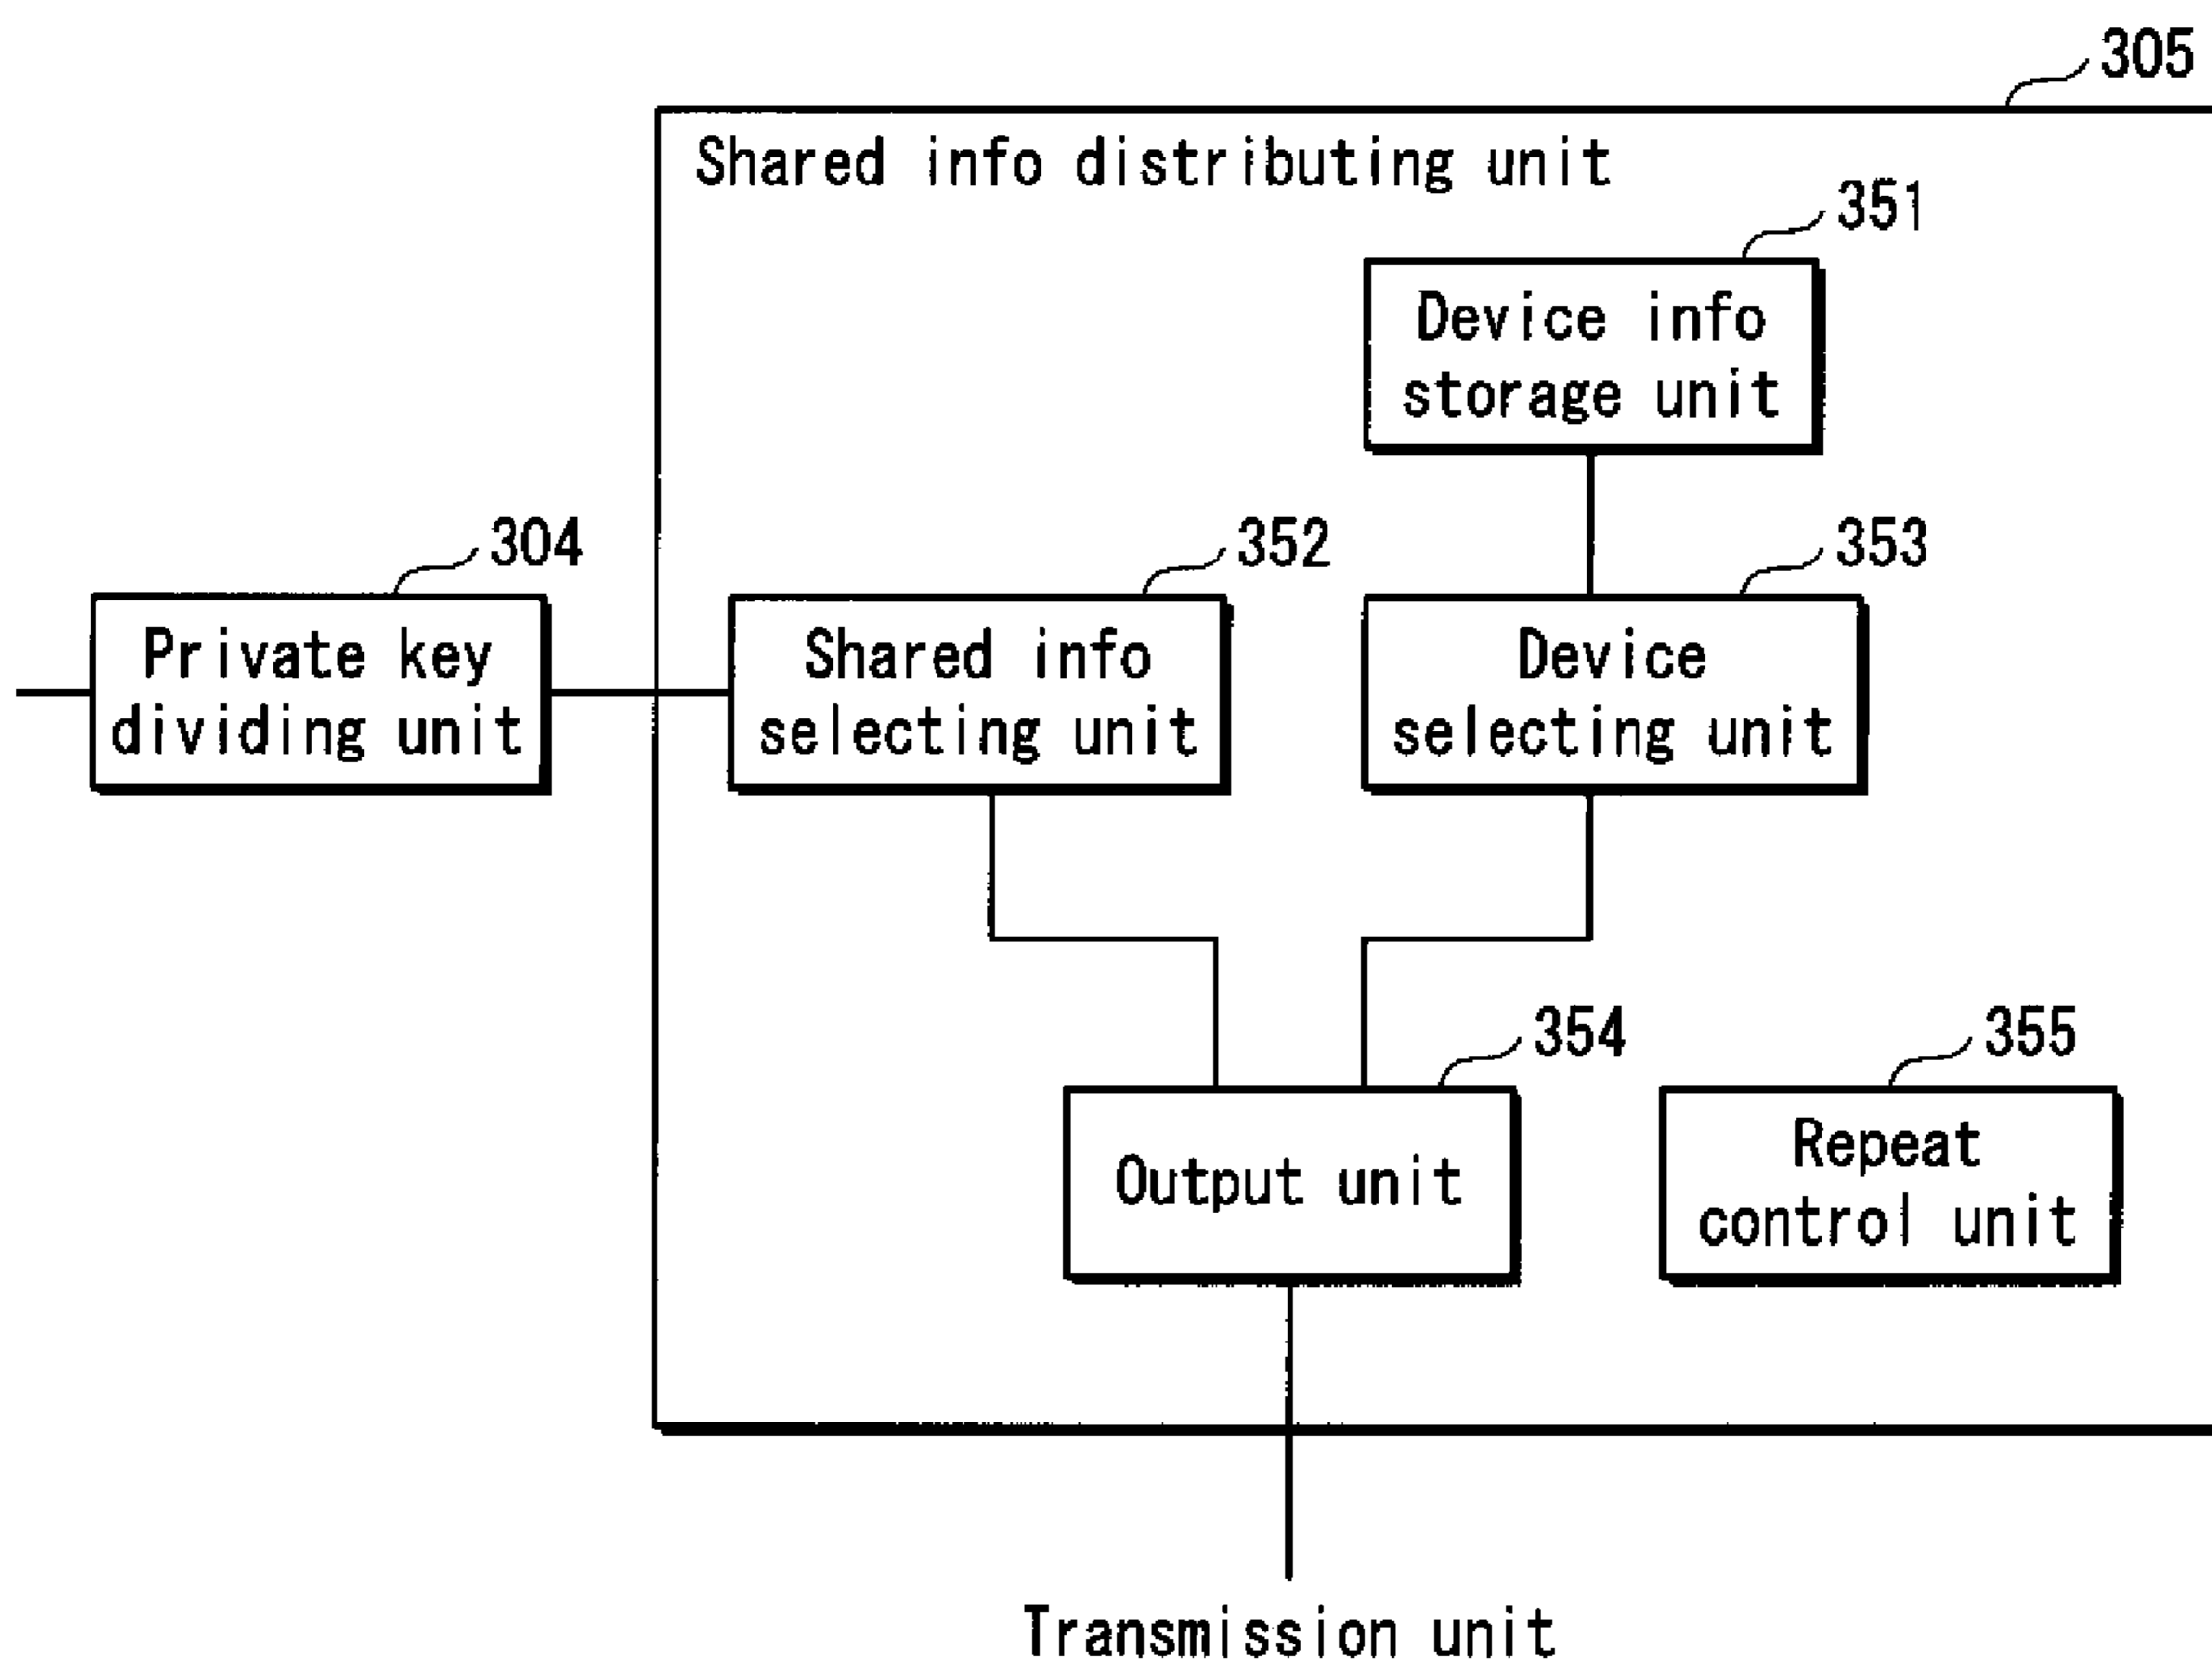 305
Shared info distributing unit
351
Device info
storage unit
304
352
353
Private key
dividing unit
Shared info
selecting unit
Device
selecting unit
354
355
Output unit
Repeat
control unit
Transmission unit